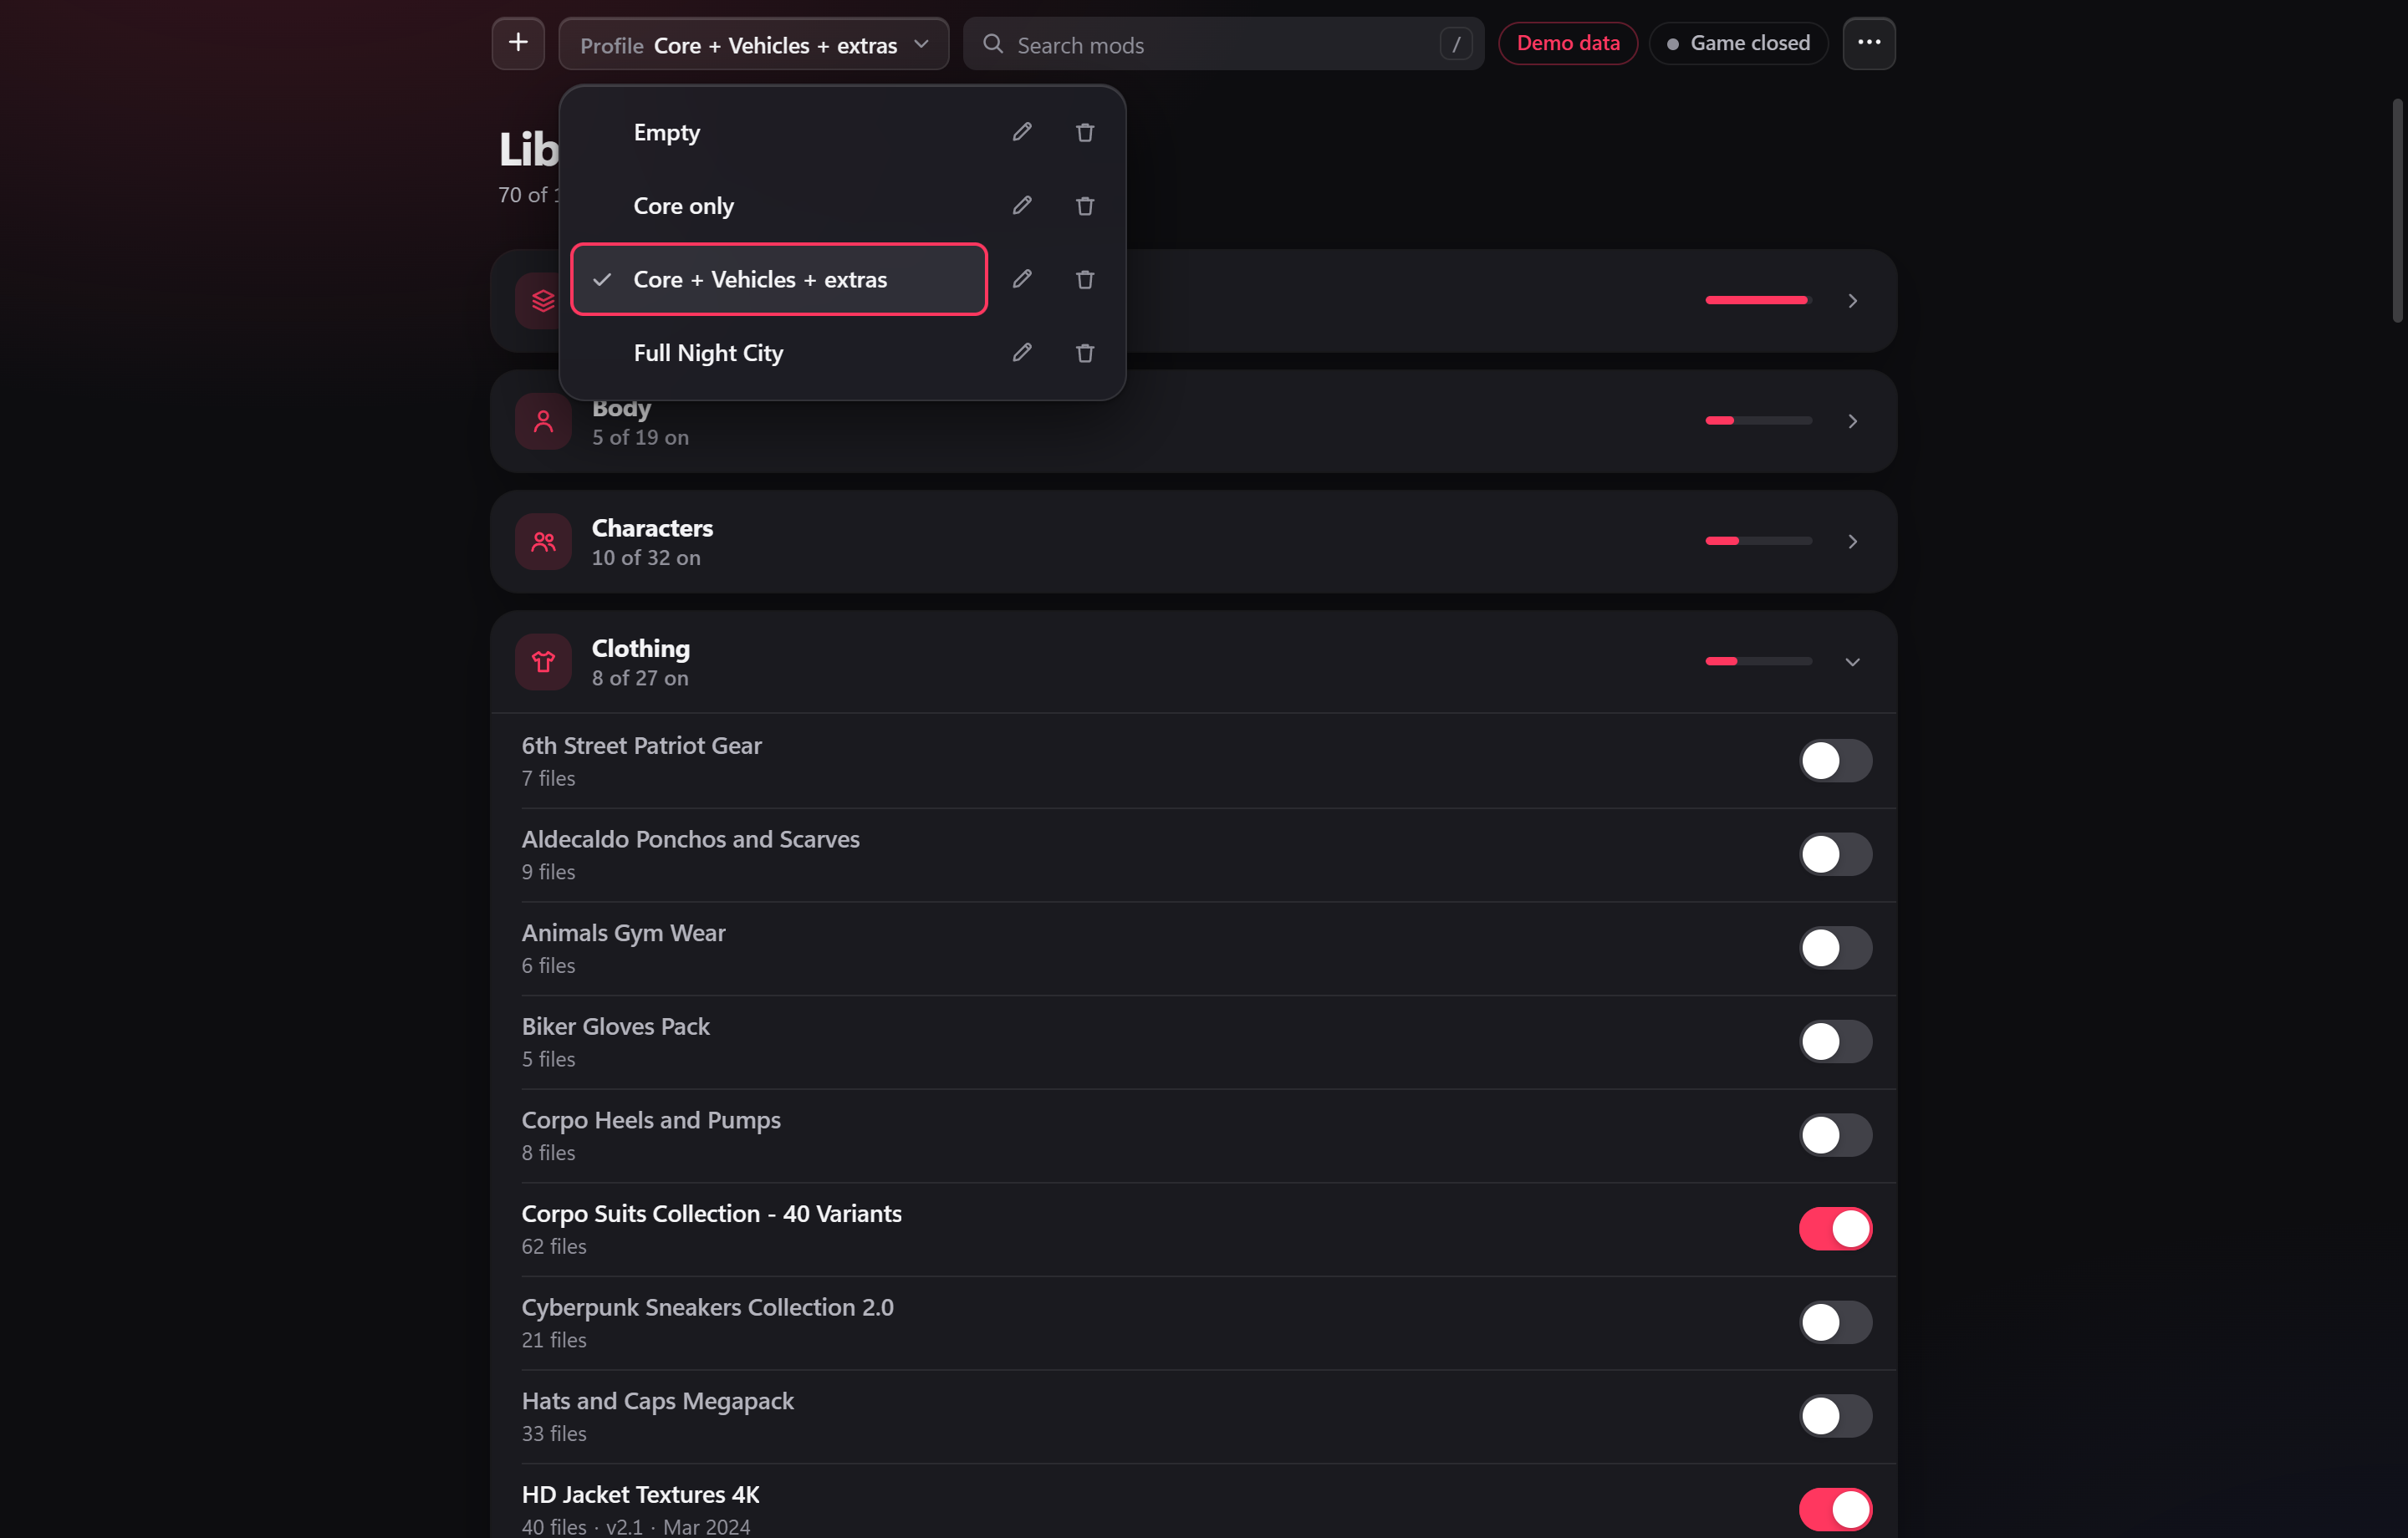 Profile Core + Vehicles + extras
Search mods
/
Demo data
Game closed
Empty
Core only
Core + Vehicles + extras
Full Night City
Lib
70 of
Body
5 of 19 on
Characters
10 of 32 on
Clothing
8 of 27 on
6th Street Patriot Gear
7 files
Aldecaldo Ponchos and Scarves
9 files
Animals Gym Wear
6 files
Biker Gloves Pack
5 files
Corpo Heels and Pumps
8 files
Corpo Suits Collection - 40 Variants
62 files
Cyberpunk Sneakers Collection 2.0
21 files
Hats and Caps Megapack
33 files
HD Jacket Textures 4K
40 files · v2.1 · Mar 2024